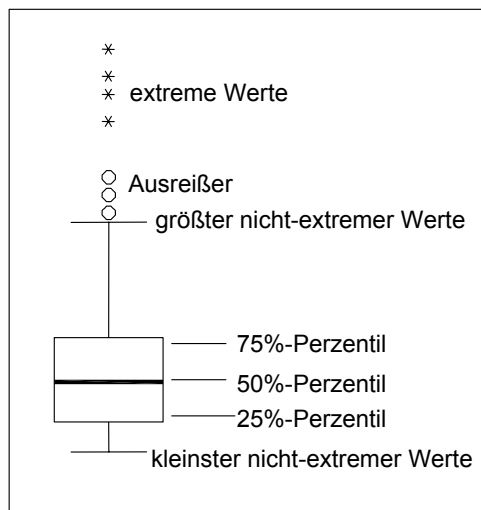 extreme Werte
Ausreißer
größter nicht-extremer Werte
75%-Perzentil
50%-Perzentil
25%-Perzentil
kleinster nicht-extremer Werte